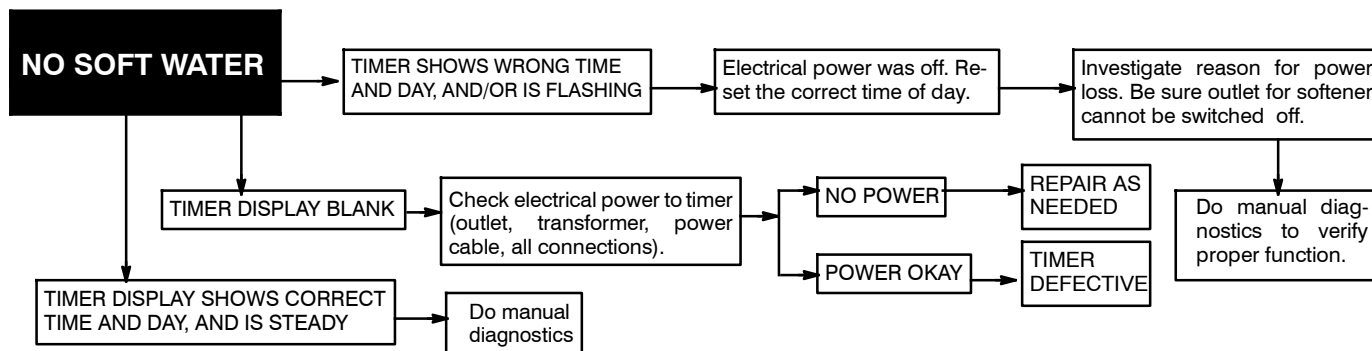 NO SOFT WATER
TIMER SHOWS WRONG TIME
AND DAY, AND/OR IS FLASHING
Electrical power was off. Re-
set the correct time of day.
Investigate reason for power
loss. Be sure outlet for softener
cannot be switched off.
TIMER DISPLAY BLANK
Check electrical power to timer
(outlet, transformer, power
cable, all connections).
NO POWER
REPAIR AS
NEEDED
POWER OKAY
TIMER
DEFECTIVE
Do manual diag-
nostics to verify
proper function.
TIMER DISPLAY SHOWS CORRECT
TIME AND DAY, AND IS STEADY
Do manual
diagnostics